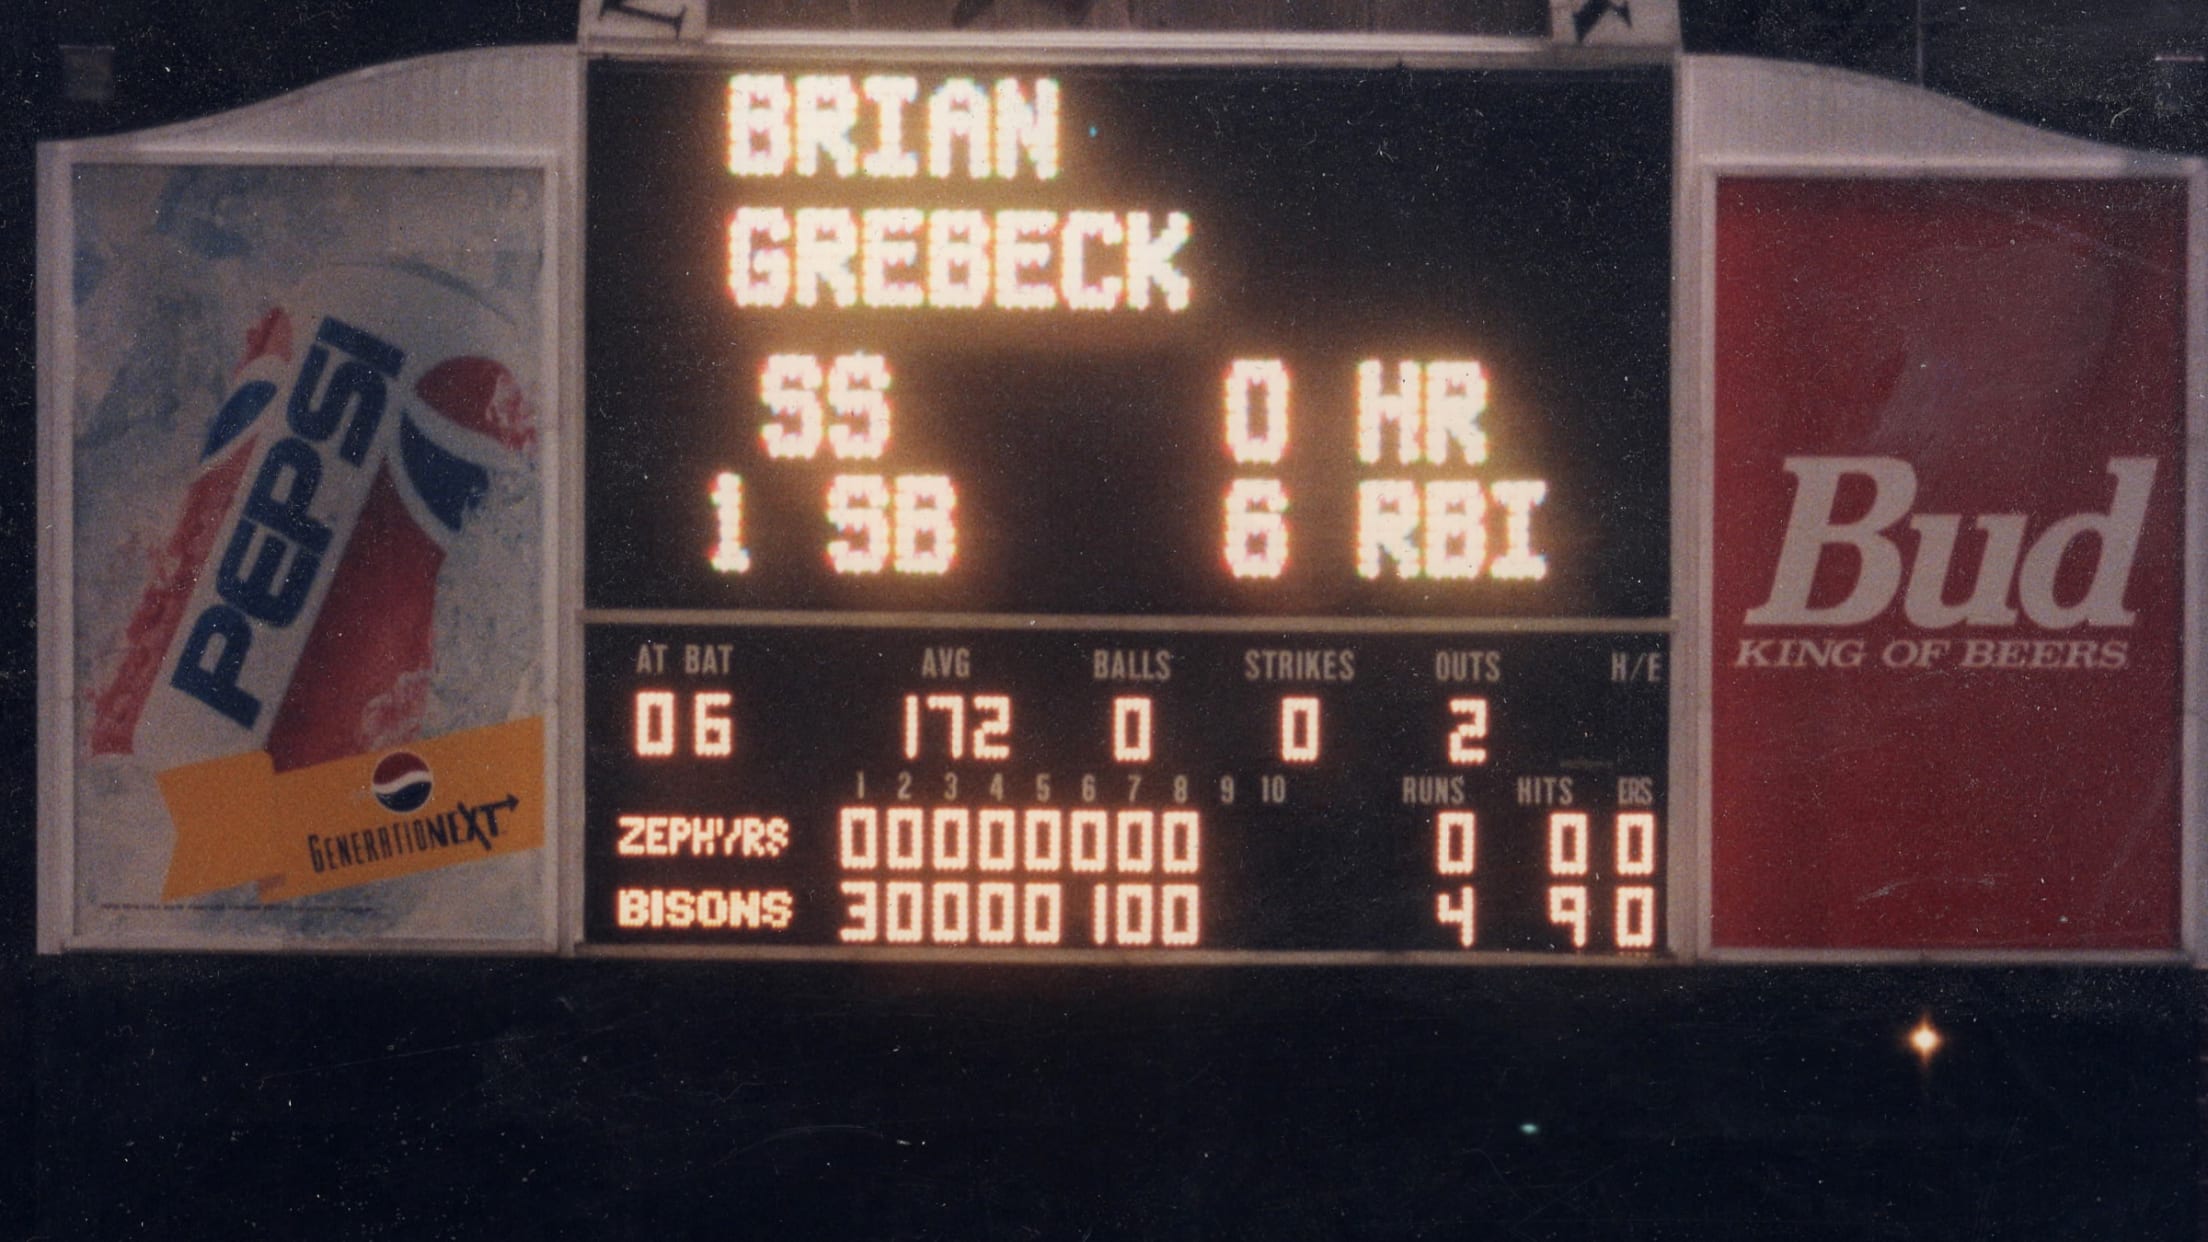 BRIAN
GREBECK
SS 0 HR
1 SB 6 RBI
PEPSI
GENERATIONEXT
Bud
KING OF BEERS
AT BAT AVG BALLS STRIKES OUTS H/E
06 172 0 0 2
1 2 3 4 5 6 7 8 9 10 RUNS HITS ERS
ZEPHYRS 00000000 0 0 0
BISONS 30000100 4 9 0